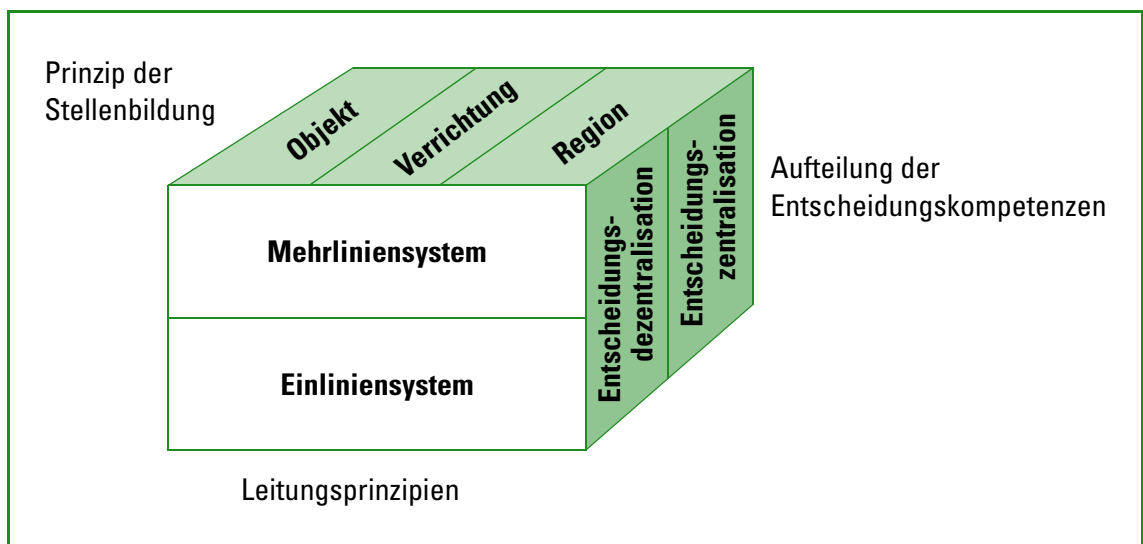 Prinzip der
Stellenbildung
Objekt
Verrichtung
Region
Mehrliniensystem
Einliniensystem
Entscheidungs-
dezentralisation
Entscheidungs-
zentralisation
Aufteilung der
Entscheidungskompetenzen
Leitungsprinzipien